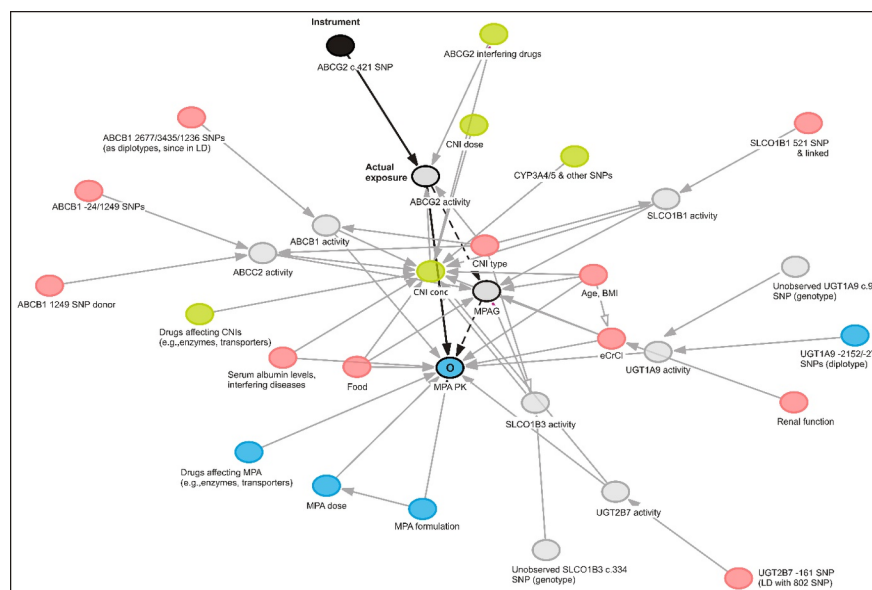 Instrument
ABCG2 c.421 SNP
ABCG2 interfering drugs
ABCB1 2677/3435/1236 SNPs
(as diplotypes, since in LD)
CNI dose
SLCO1B1 521 SNP
& linked
Actual
exposure
CYP3A4/5 & other SNPs
ABCG2 activity
ABCB1 -24/1249 SNPs
SLCO1B1 activity
ABCB1 activity
ABCC2 activity
CNI type
CNI conc
Unobserved UGT1A9 c.9
SNP (genotype)
ABCB1 1249 SNP donor
Age, BMI
MPAG
Drugs affecting CNIs
(e.g.,enzymes, transporters)
eCrCl
UGT1A9 activity
UGT1A9 -2152/-27
SNPs (diplotype)
Serum albumin levels,
interfering diseases
Food
O
MPA PK
SLCO1B3 activity
Renal function
Drugs affecting MPA
(e.g.,enzymes, transporters)
MPA dose
MPA formulation
UGT2B7 activity
Unobserved SLCO1B3 c.334
SNP (genotype)
UGT2B7 -161 SNP
(LD with 802 SNP)